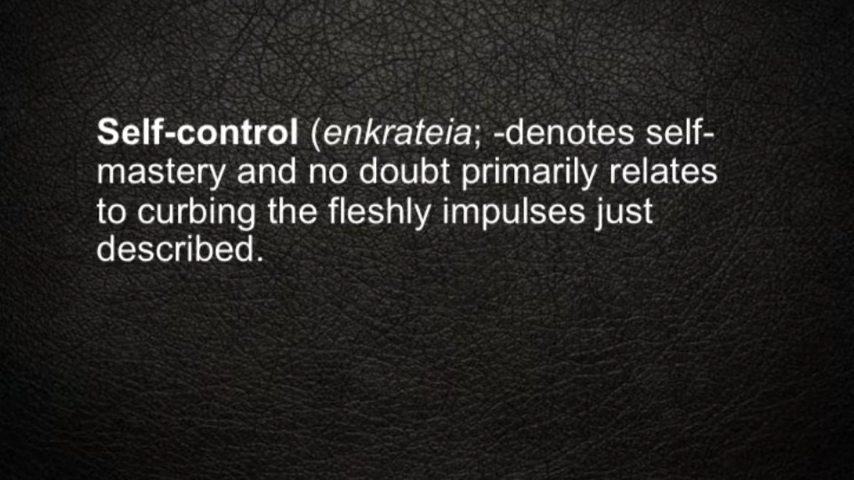 Self-control (enkrateia; -denotes self-
mastery and no doubt primarily relates
to curbing the fleshly impulses just
described.